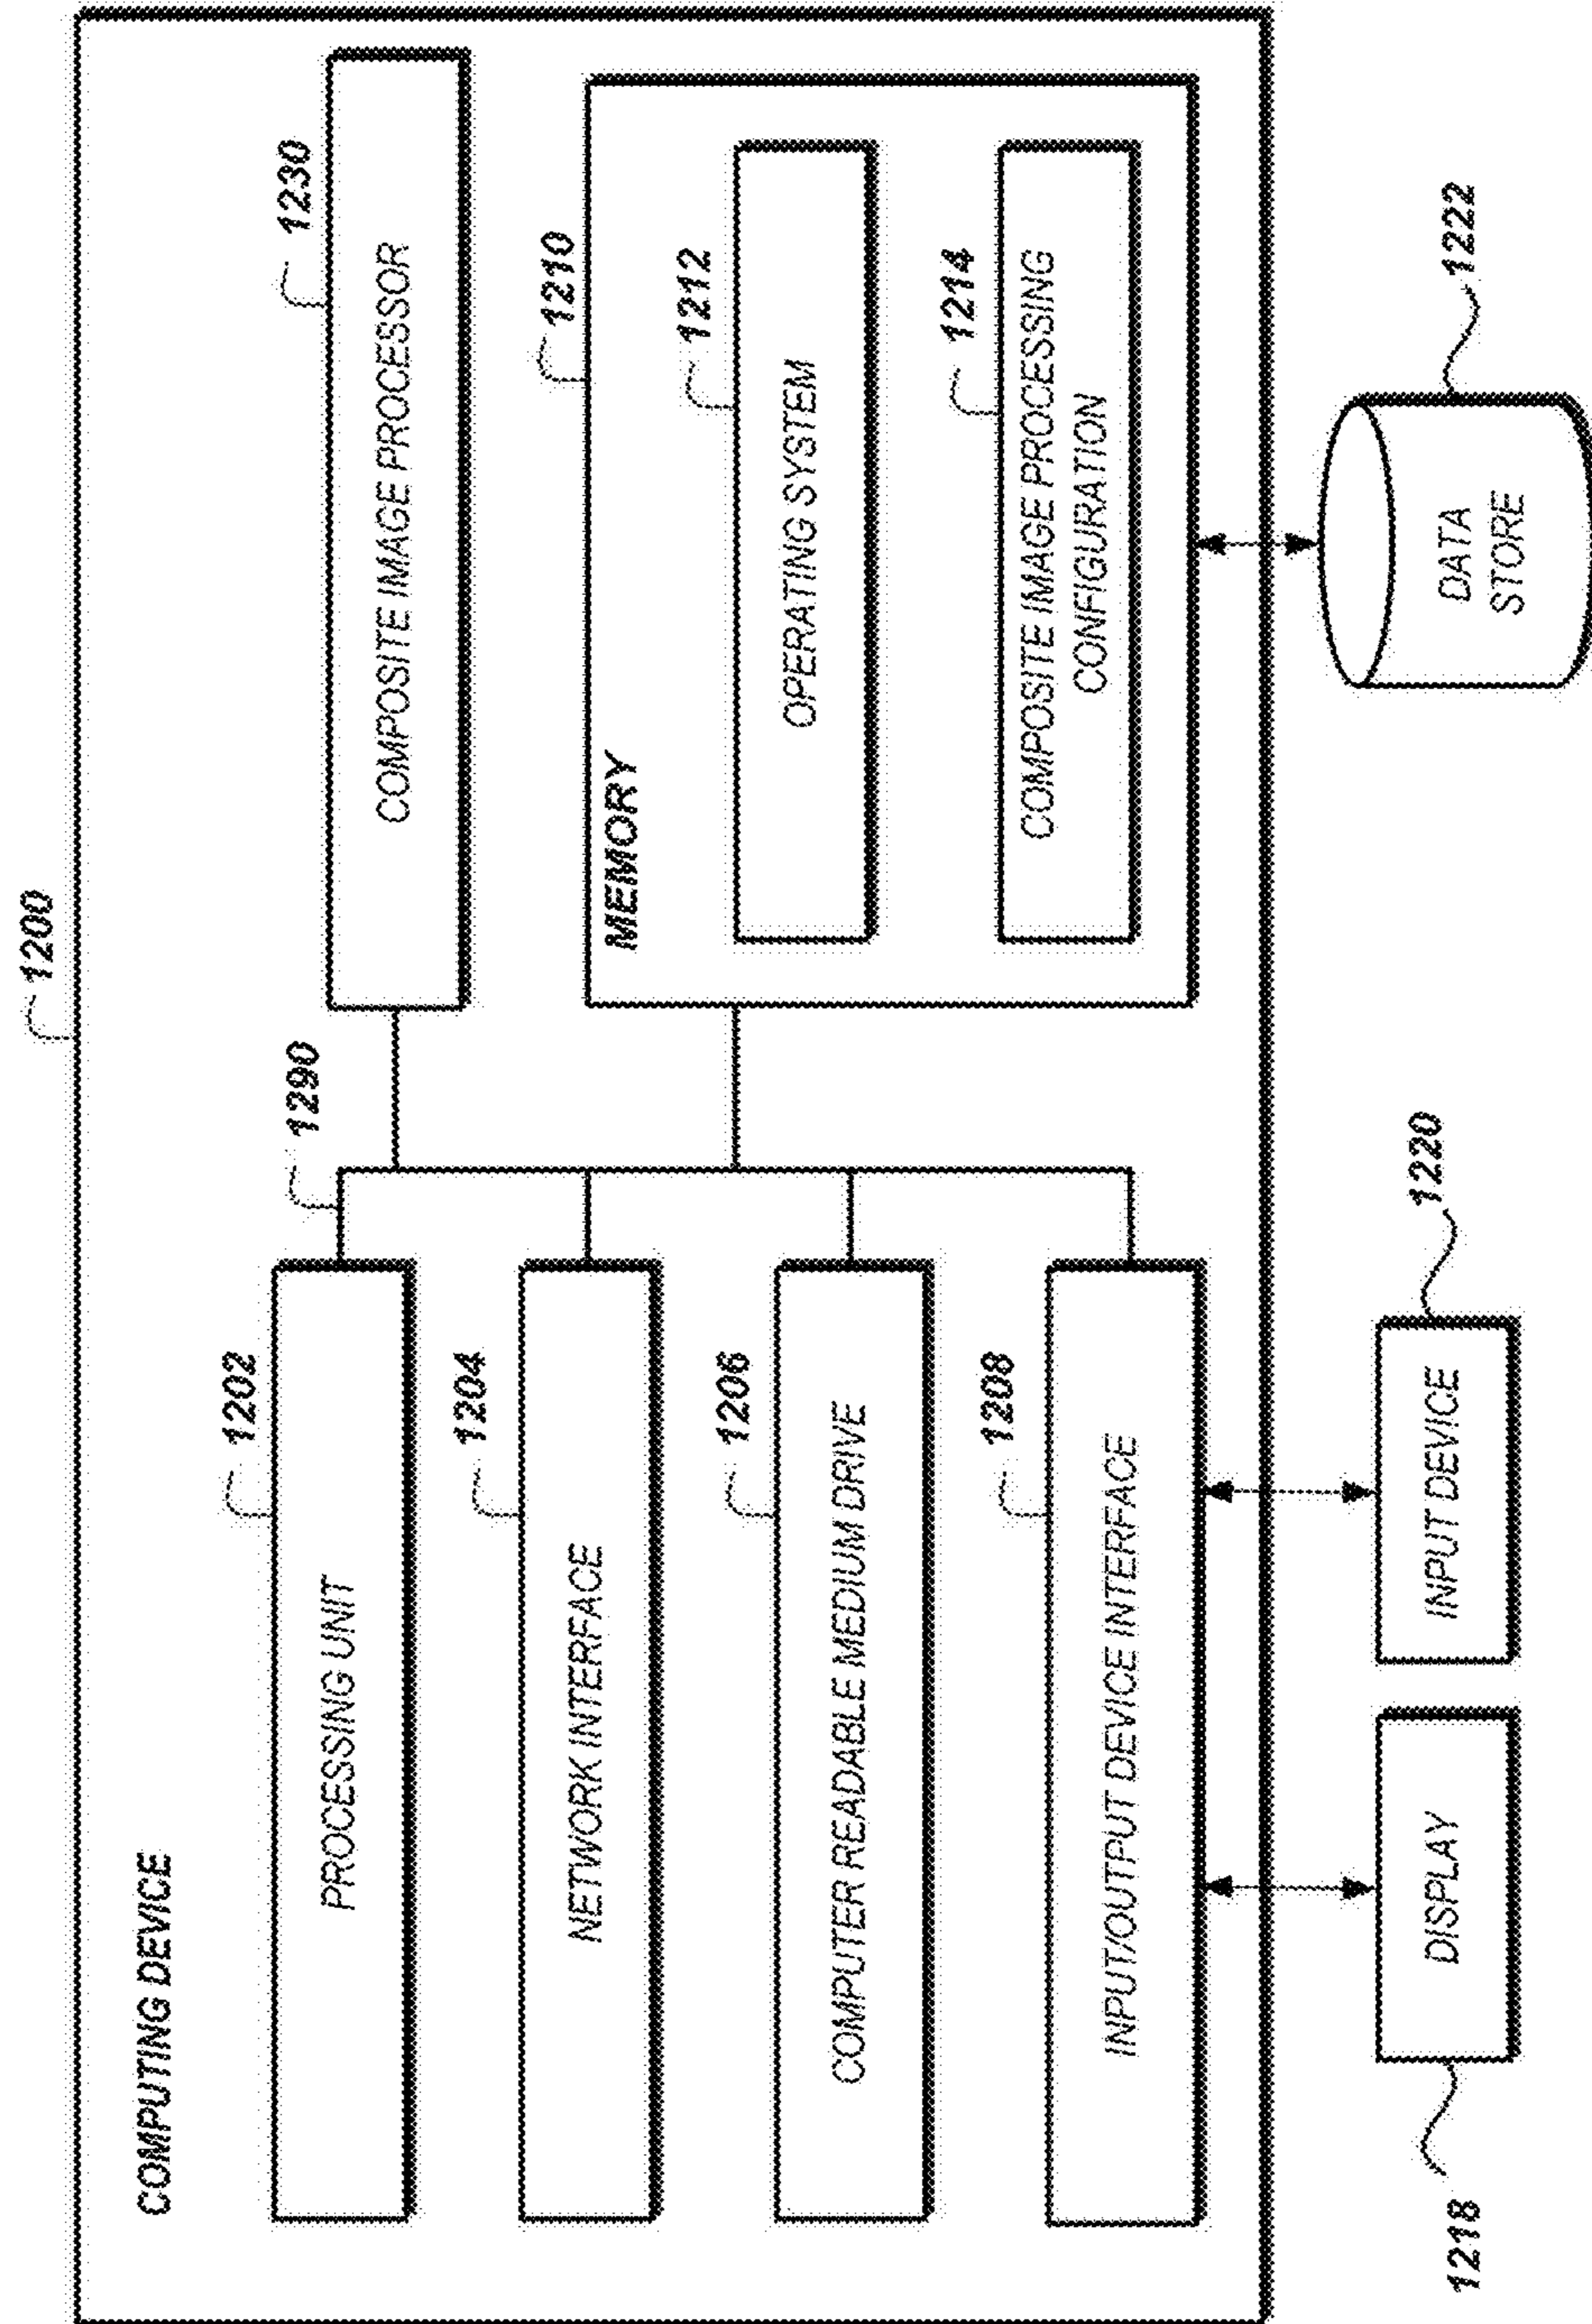 1200
COMPUTING DEVICE
1202
PROCESSING UNIT
1204
NETWORK INTERFACE
1206
COMPUTER READABLE MEDIUM DRIVE
1208
INPUT/OUTPUT DEVICE INTERFACE
1290
1230
COMPOSITE IMAGE PROCESSOR
1210
MEMORY
1212
OPERATING SYSTEM
1214
COMPOSITE IMAGE PROCESSING
CONFIGURATION
1218
DISPLAY
INPUT DEVICE
1220
DATA
STORE
1222